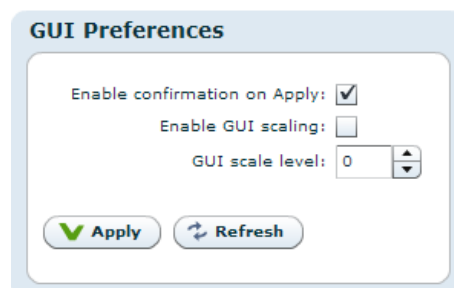 GUI Preferences
Enable confirmation on Apply:
Enable GUI scaling:
GUI scale level: 0
Apply Refresh